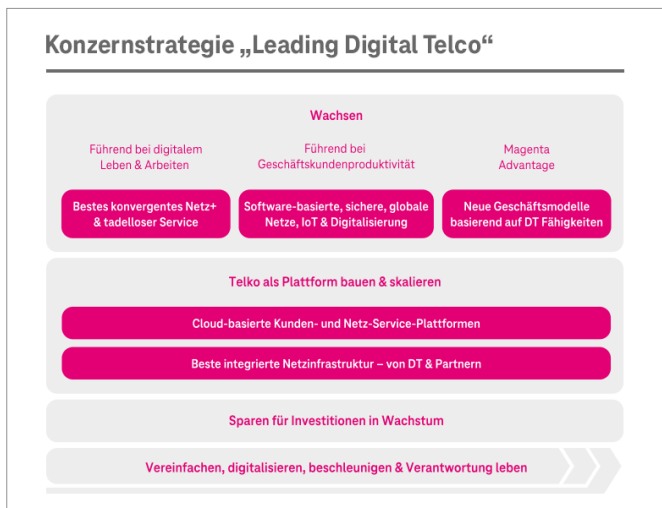 Konzernstrategie „Leading Digital Telco“
Wachsen
Führend bei digitalem
Leben & Arbeiten
Führend bei
Geschäftskundenproduktivität
Magenta
Advantage
Bestes konvergentes Netz+
& tadelloser Service
Software-basierte, sichere, globale
Netze, IoT & Digitalisierung
Neue Geschäftsmodelle
basierend auf DT Fähigkeiten
Telko als Plattform bauen & skalieren
Cloud-basierte Kunden- und Netz-Service-Plattformen
Beste integrierte Netzinfrastruktur – von DT & Partnern
Sparen für Investitionen in Wachstum
Vereinfachen, digitalisieren, beschleunigen & Verantwortung leben